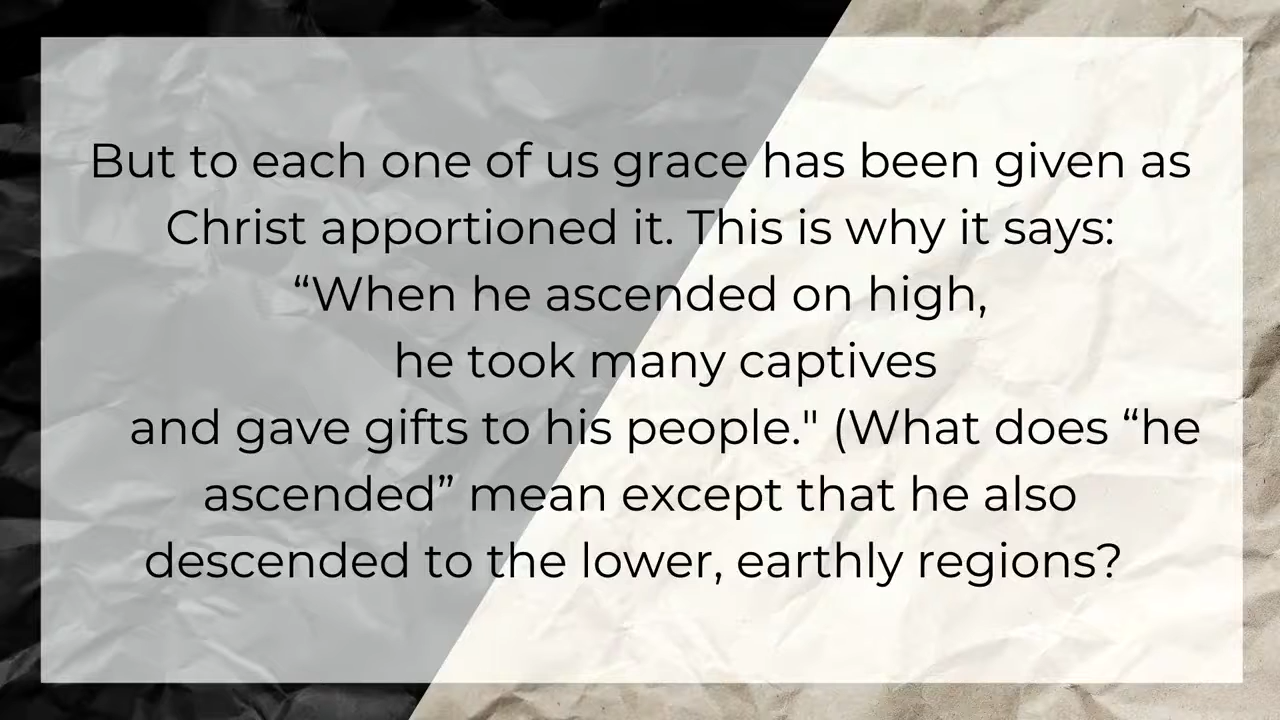 But to each one of us grace has been given as
Christ apportioned it. This is why it says:
“When he ascended on high,
he took many captives
and gave gifts to his people." (What does “he
ascended” mean except that he also
descended to the lower, earthly regions?